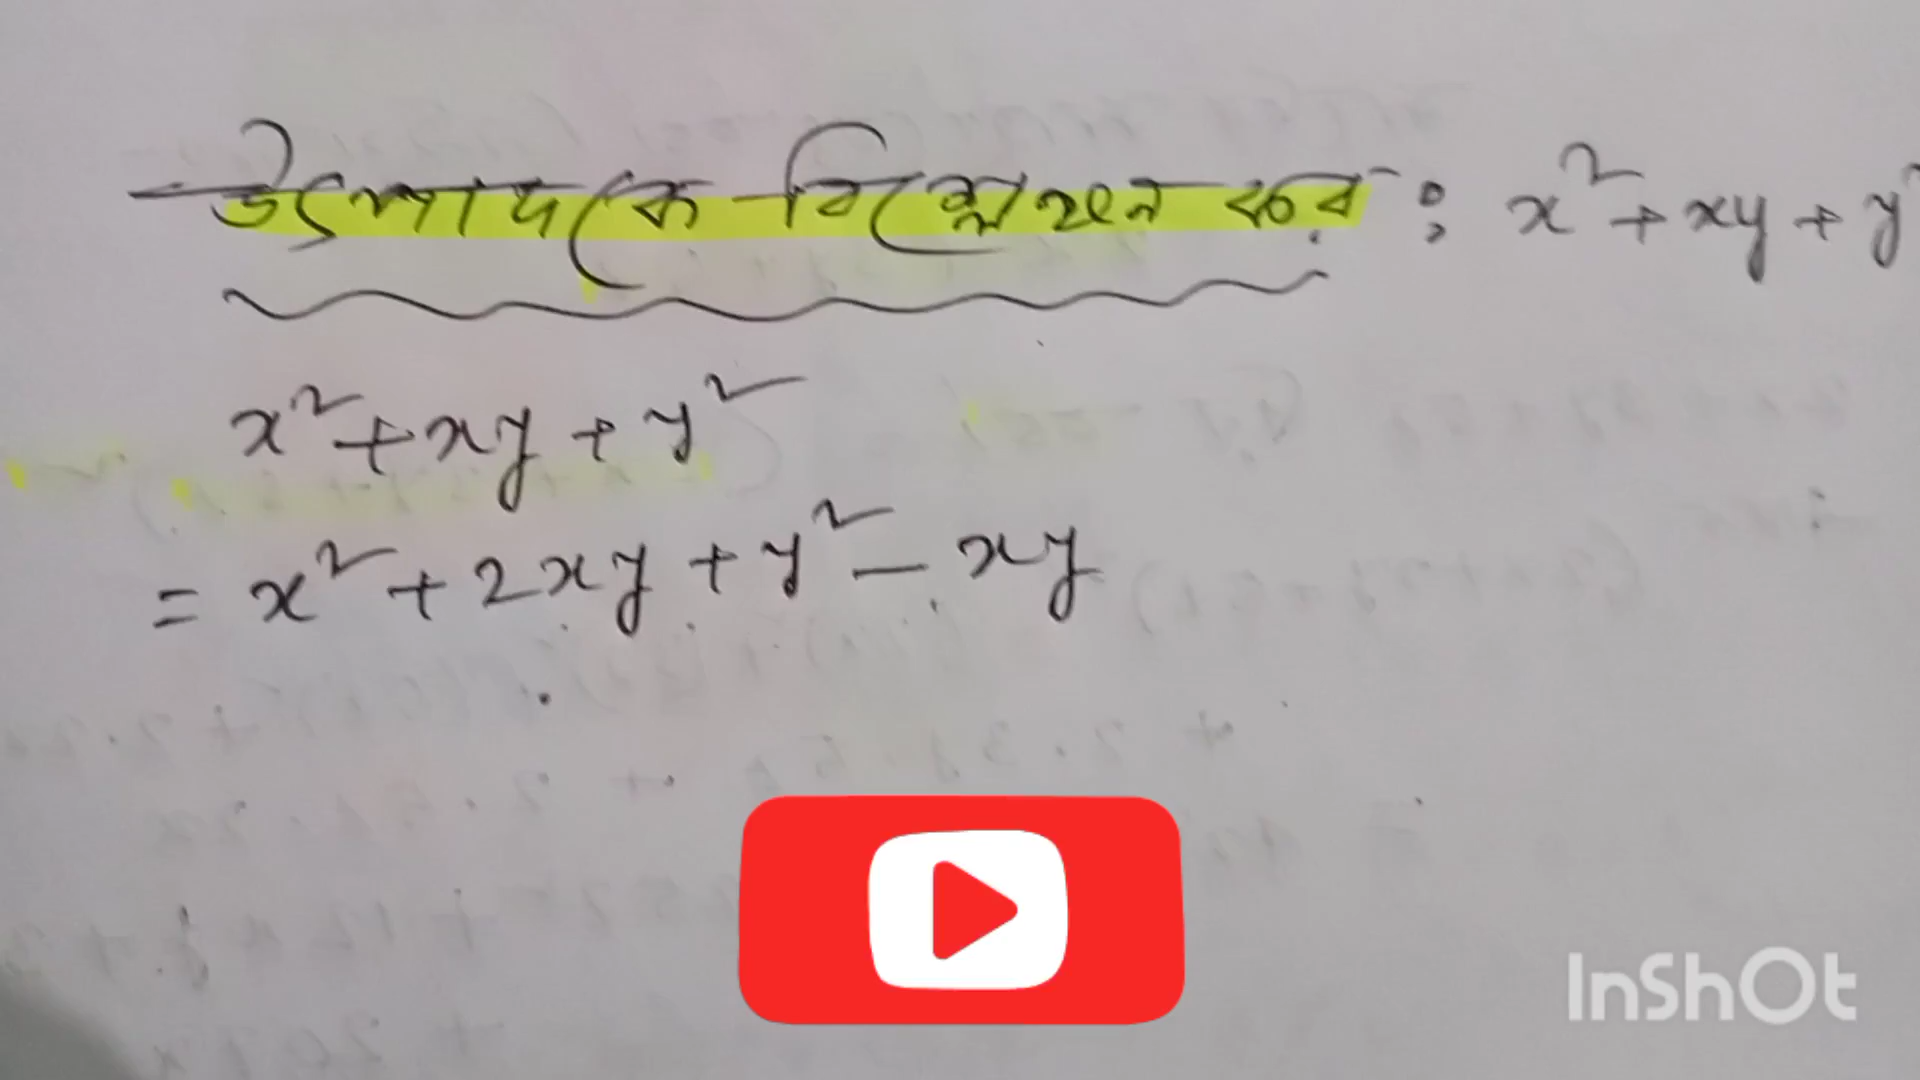 উৎপাদকে বিশ্লেষণ কর : x² + xy + y²
x² + xy + y²
= x² + 2xy + y² - xy
InShOt